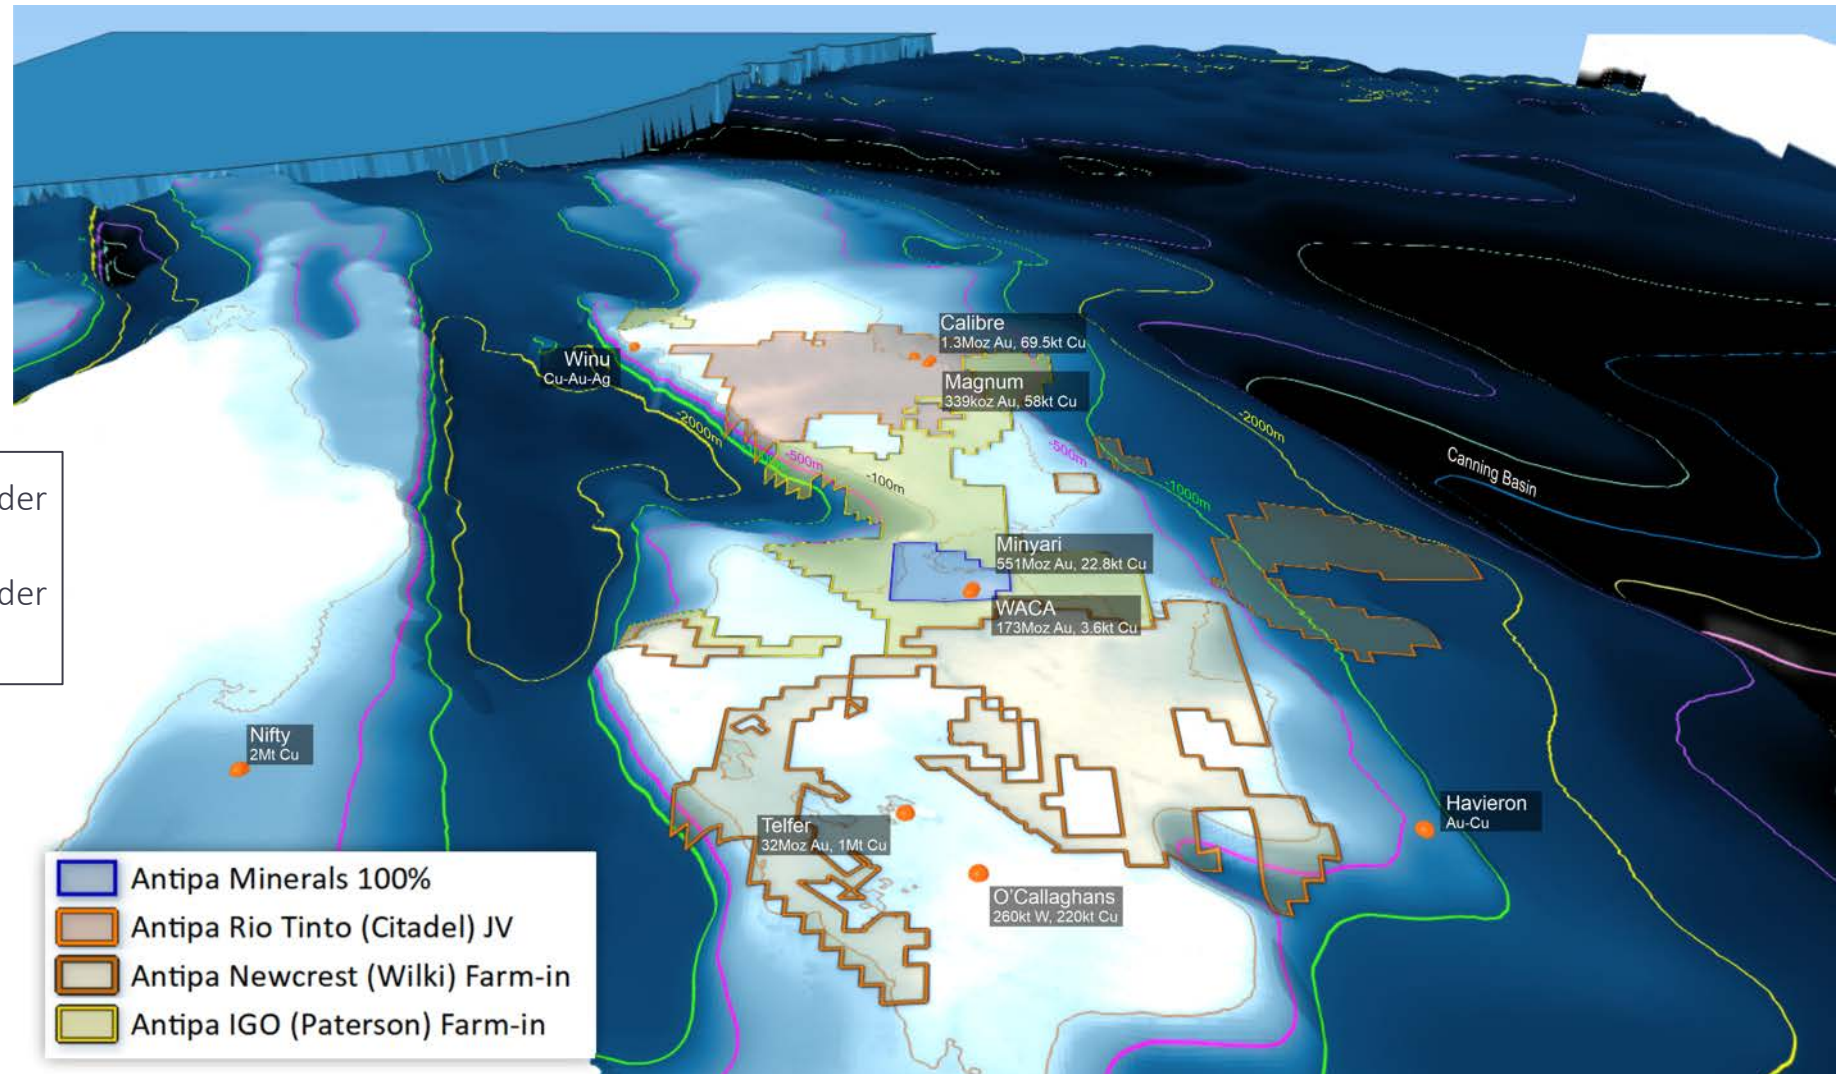 Calibre
1.3Moz Au, 69.5kt Cu
Winu
Cu-Au-Ag
Magnum
339koz Au, 58kt Cu
-2000m
-500m
-100m
-500m
-1000m
-2000m
Canning Basin
der
der
Minyari
551Moz Au, 22.8kt Cu
WACA
173Moz Au, 3.6kt Cu
Nifty
2Mt Cu
Havieron
Au-Cu
Telfer
32Moz Au, 1Mt Cu
O'Callaghans
260kt W, 220kt Cu
Antipa Minerals 100%
Antipa Rio Tinto (Citadel) JV
Antipa Newcrest (Wilki) Farm-in
Antipa IGO (Paterson) Farm-in